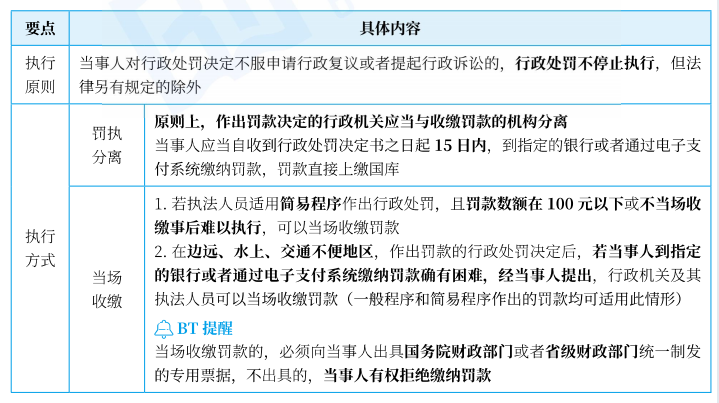 要点 具体内容
执行
原则
当事人对行政处罚决定不服申请行政复议或者提起行政诉讼的，行政处罚不停止执行，但法
律另有规定的除外
执行
方式
罚执
分离
原则上，作出罚款决定的行政机关应当与收缴罚款的机构分离
当事人应当自收到行政处罚决定书之日起 15 日内，到指定的银行或者通过电子支
付系统缴纳罚款，罚款直接上缴国库
当场
收缴
1. 若执法人员适用简易程序作出行政处罚，且罚款数额在 100 元以下或不当场收
缴事后难以执行，可以当场收缴罚款
2. 在边远、水上、交通不便地区，作出罚款的行政处罚决定后，若当事人到指定
的银行或者通过电子支付系统缴纳罚款确有困难，经当事人提出，行政机关及其
执法人员可以当场收缴罚款（一般程序和简易程序作出的罚款均可适用此情形）
BT 提醒
当场收缴罚款的，必须向当事人出具国务院财政部门或者省级财政部门统一制发
的专用票据，不出具的，当事人有权拒绝缴纳罚款